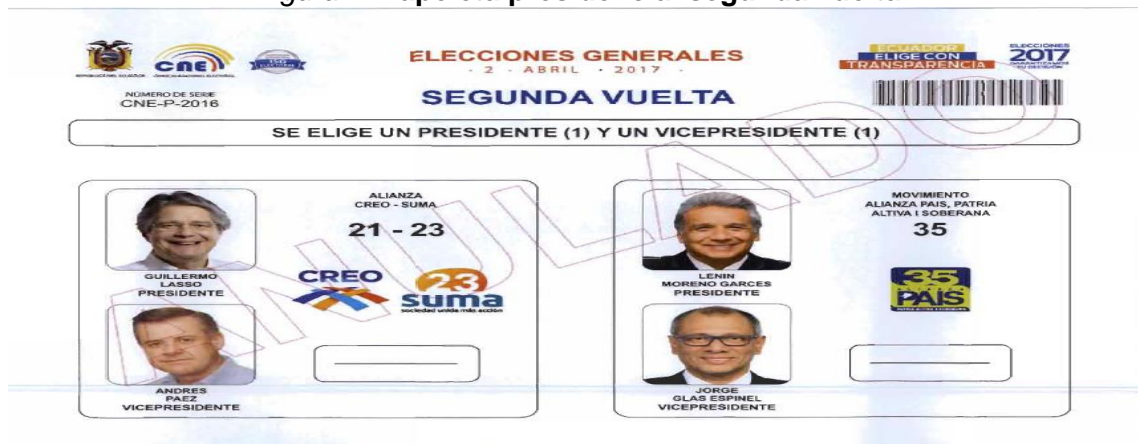 ELECCIONES GENERALES
- 2 - ABRIL - 2017 -
SEGUNDA VUELTA
CNE
NÚMERO DE SERIE
CNE-P-2016
ECUADOR
ELIGE CON
TRANSPARENCIA
ELECCIONES
2017
SE ELIGE UN PRESIDENTE (1) Y UN VICEPRESIDENTE (1)
ANULADO
ALIANZA
CREO - SUMA
21 - 23
CREO
23
suma
sociedad unida más acción
GUILLERMO
LASSO
PRESIDENTE
ANDRES
PAEZ
VICEPRESIDENTE
MOVIMIENTO
ALIANZA PAIS, PATRIA
ALTIVA I SOBERANA
35
35
PAIS
LENIN
MORENO GARCES
PRESIDENTE
JORGE
GLAS ESPINEL
VICEPRESIDENTE